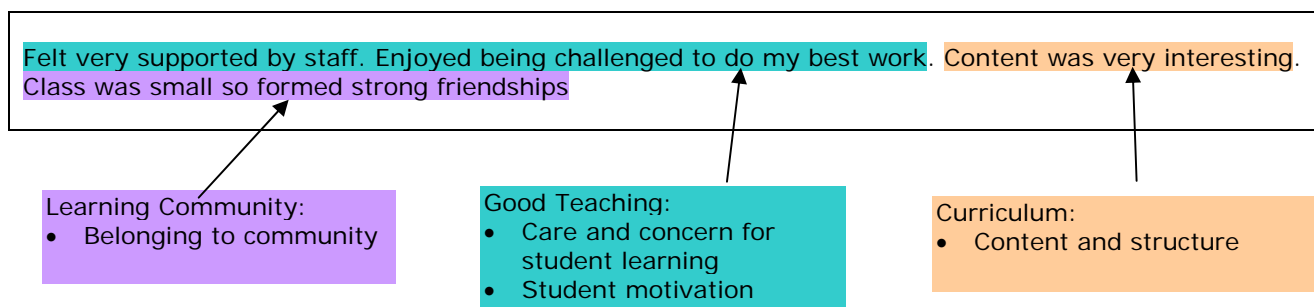 Felt very supported by staff. Enjoyed being challenged to do my best work. Content was very interesting.
Class was small so formed strong friendships
Learning Community:
• Belonging to community
Good Teaching:
• Care and concern for
student learning
• Student motivation
Curriculum:
• Content and structure